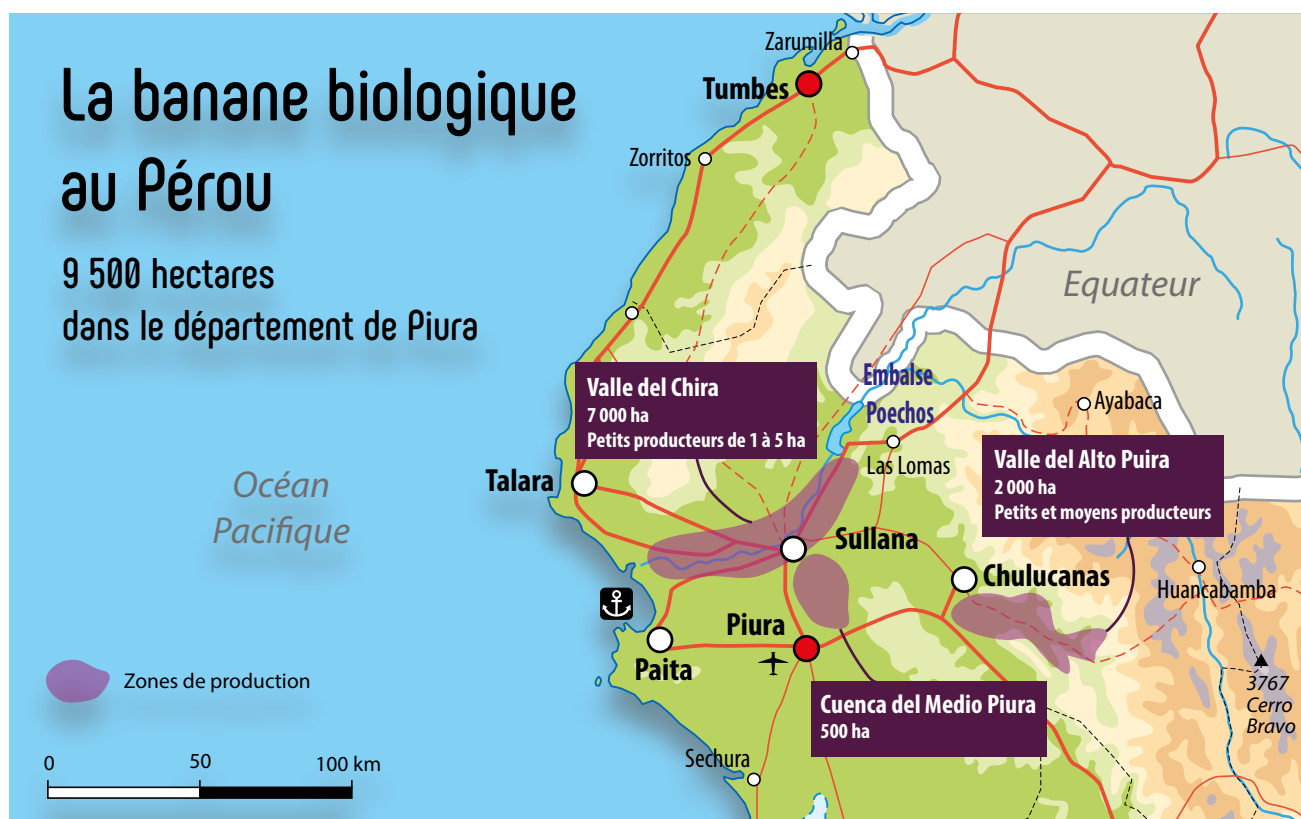 La banane biologique
au Pérou
9 500 hectares
dans le département de Piura
Zarumilla
Tumbes
Zorritos
Equateur
Valle del Chira
7 000 ha
Petits producteurs de 1 à 5 ha
Embalse
Poechos
Ayabaca
Las Lomas
Valle del Alto Puira
2 000 ha
Petits et moyens producteurs
Talara
Océan
Pacifique
Sullana
Chulucanas
Huancabamba
Piura
Paita
Zones de production
3767
Cerro
Bravo
Cuenca del Medio Piura
500 ha
Sechura
0 50 100 km